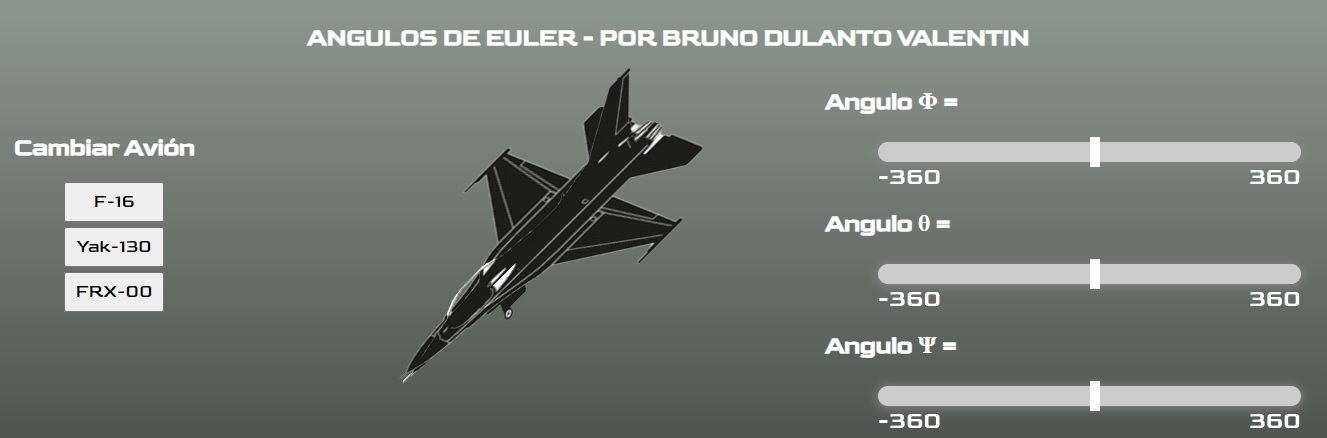 ANGULOS DE EULER - POR BRUNO DULANTO VALENTIN
Cambiar Avión
F-16
Yak-130
FRX-00
Angulo Φ =
-360 360
Angulo θ =
-360 360
Angulo Ψ =
-360 360